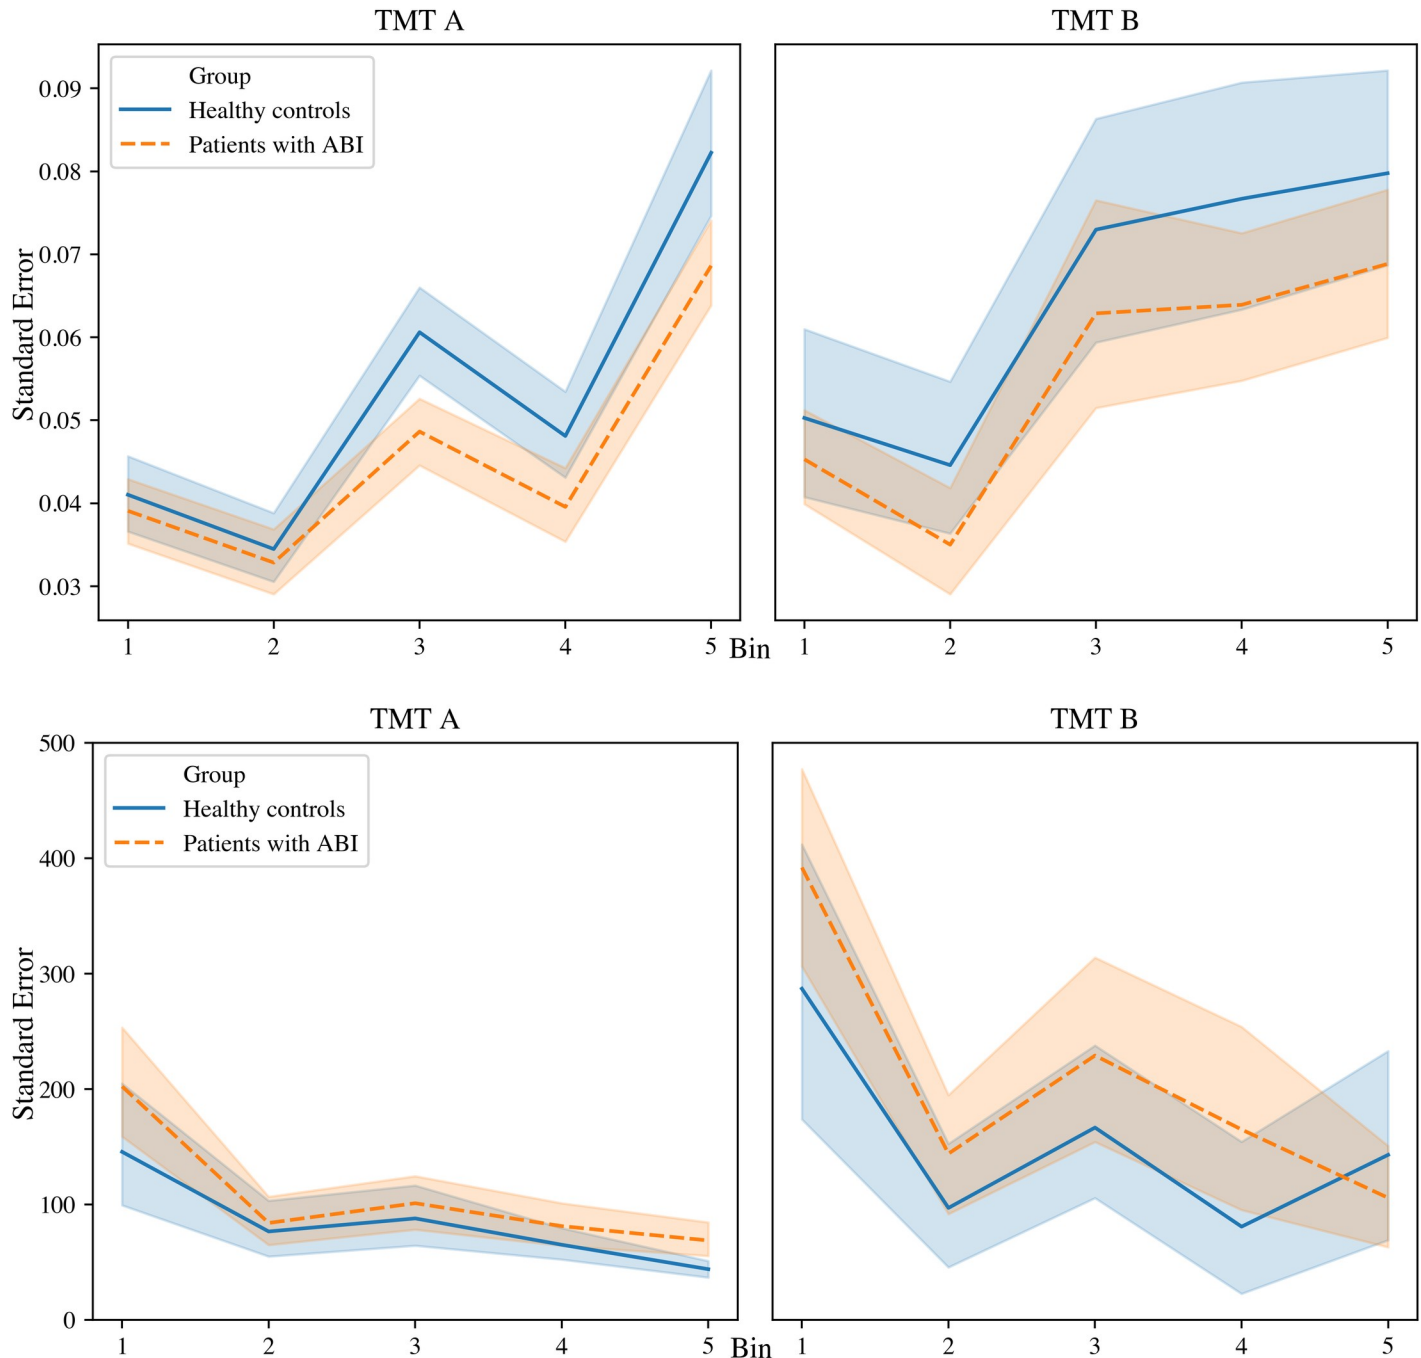 TMT A
TMT B
Group
Healthy controls
Patients with ABI
Standard Error
0.09
0.08
0.07
0.06
0.05
0.04
0.03
1 2 3 4 5
1 2 3 4 5
Bin
TMT A
TMT B
Group
Healthy controls
Patients with ABI
Standard Error
500
400
300
200
100
0
1 2 3 4 5
1 2 3 4 5
Bin